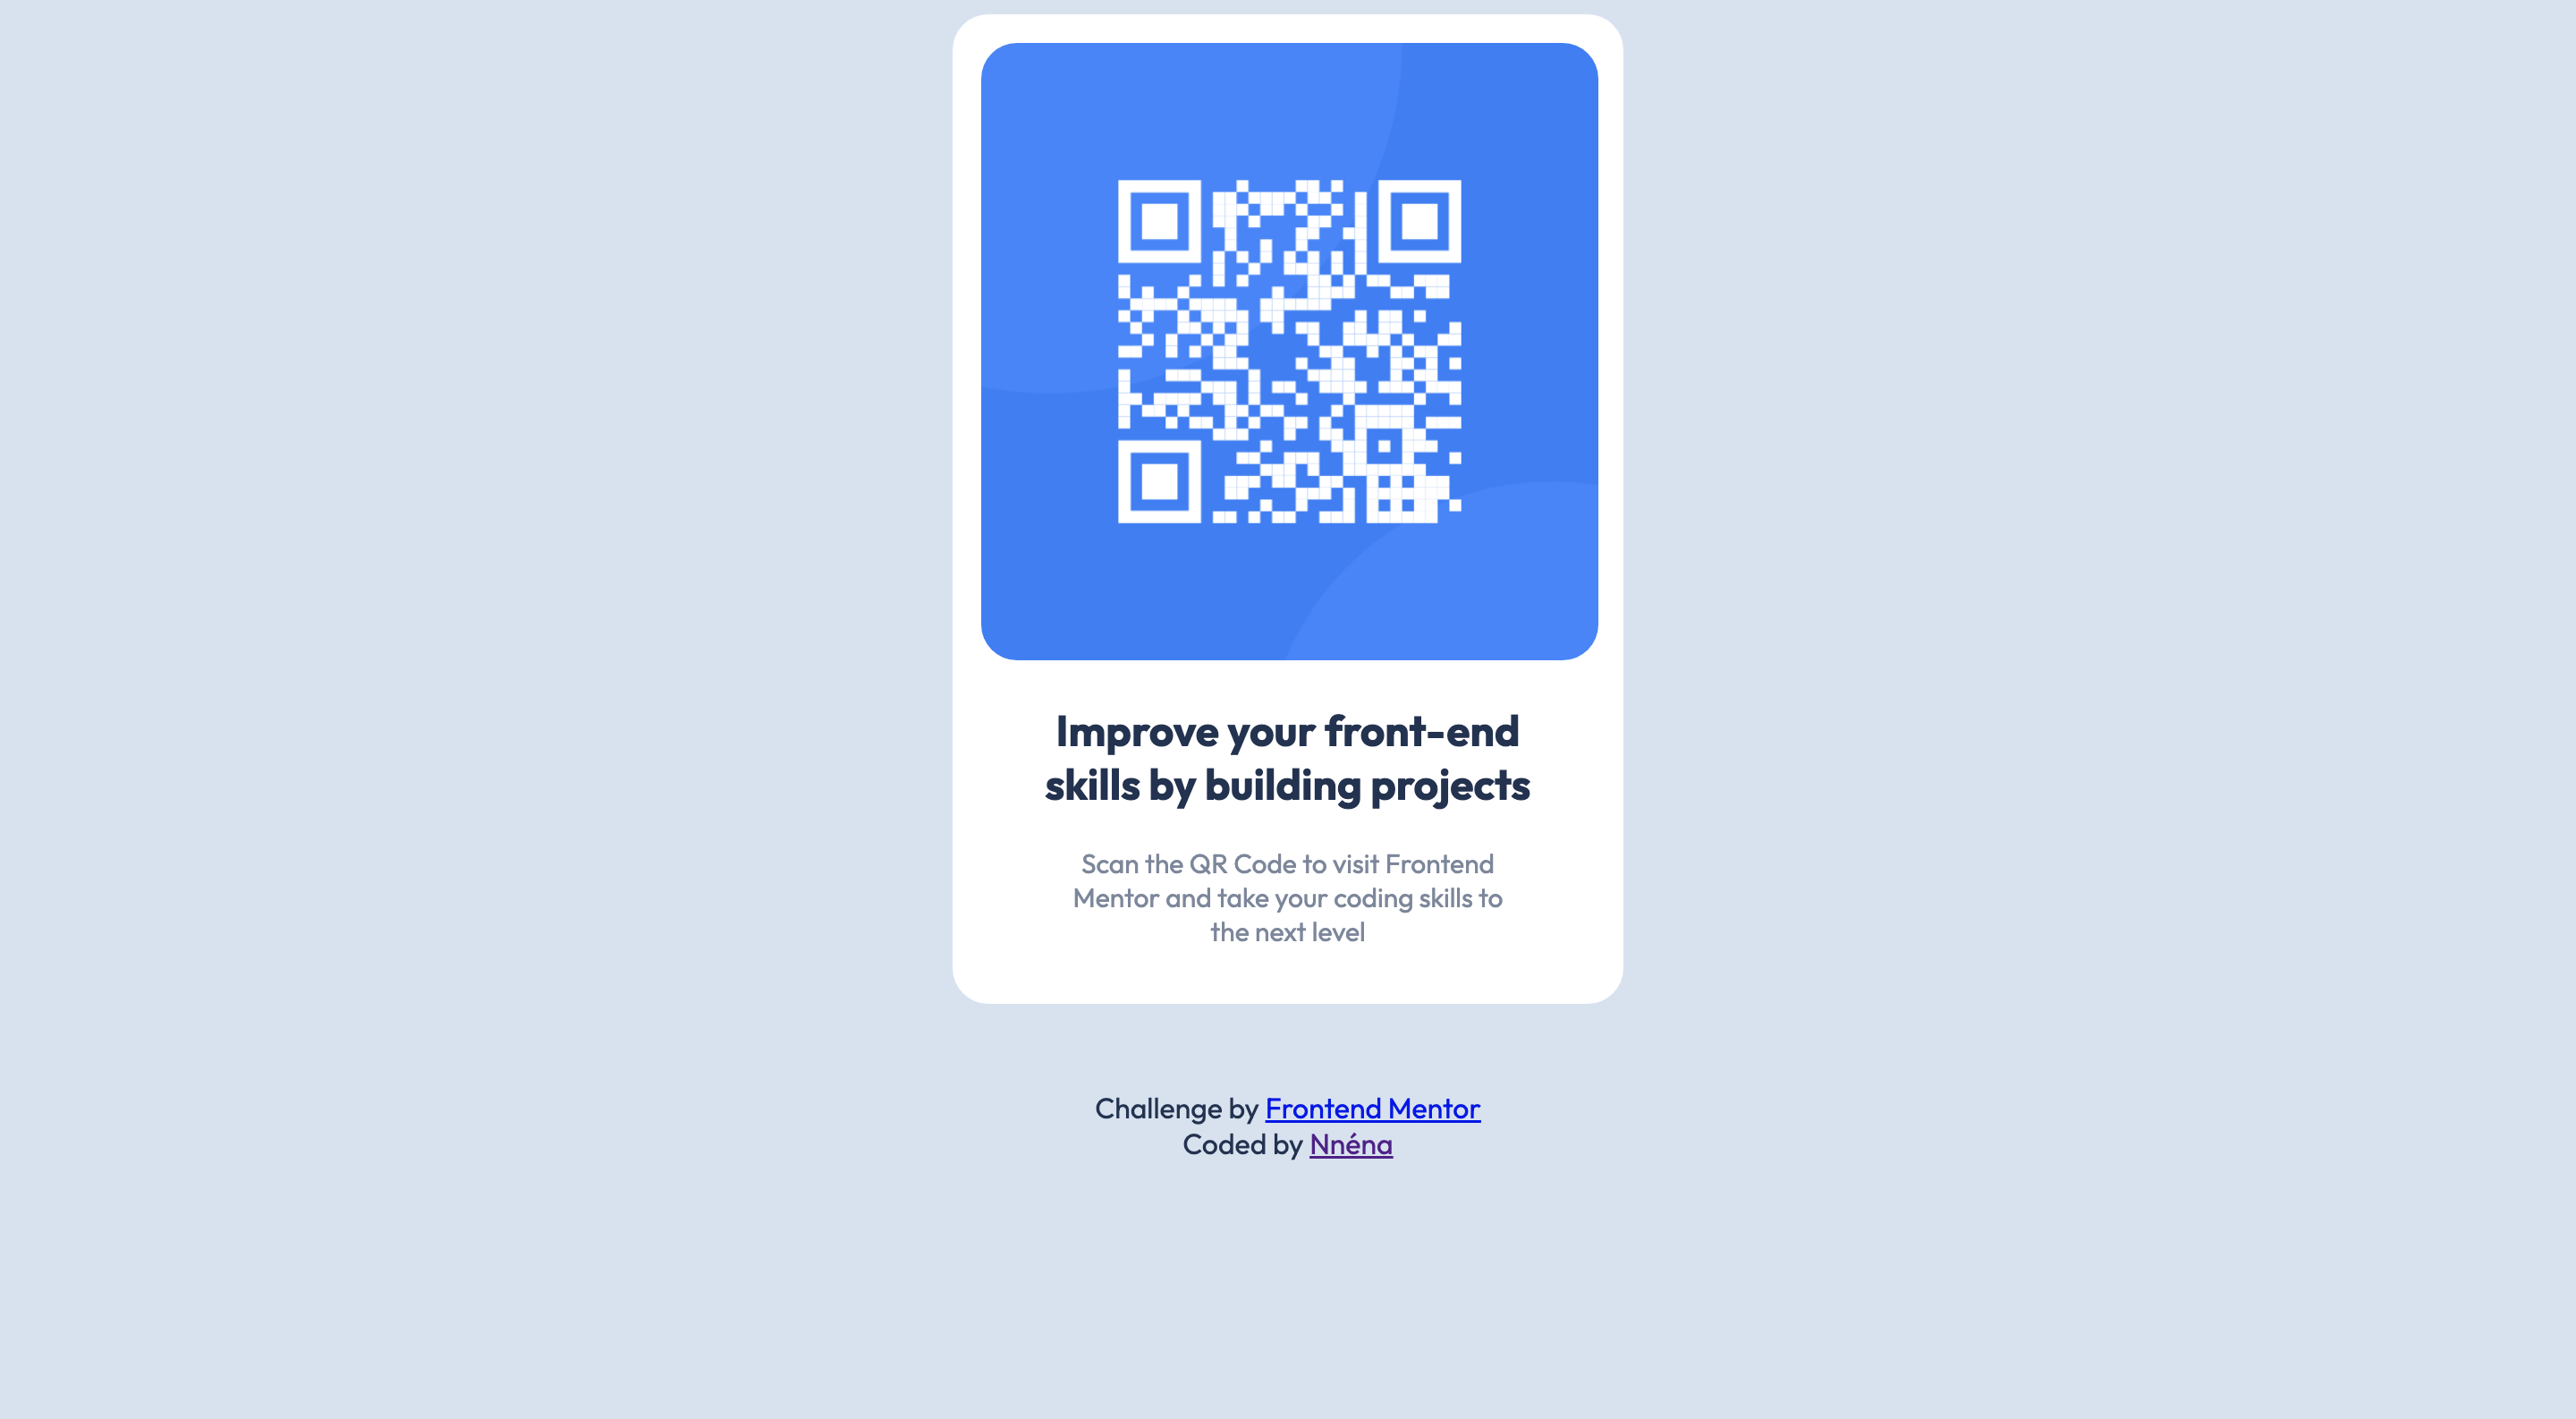 Improve your front-end
skills by building projects
Scan the QR Code to visit Frontend
Mentor and take your coding skills to
the next level
Challenge by Frontend Mentor
Coded by Nnéna